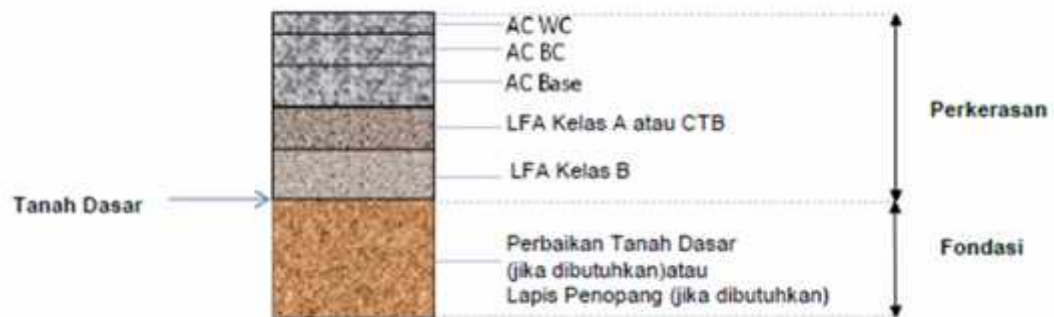 AC WC
AC BC
AC Base
LFA Kelas A atau CTB
Perkerasan
LFA Kelas B
Tanah Dasar
Perbaikan Tanah Dasar
(jika dibutuhkan)atau
Lapis Penopang (jika dibutuhkan)
Fondasi